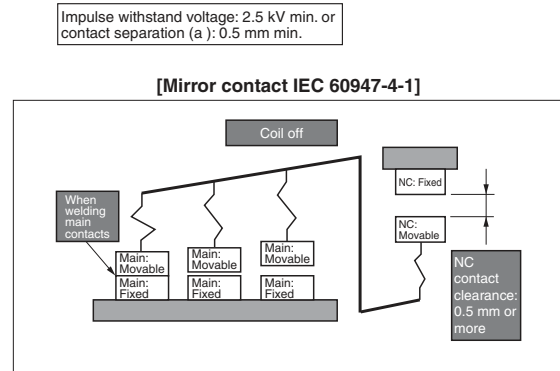 Impulse withstand voltage: 2.5 kV min. or
contact separation (a ): 0.5 mm min.
[Mirror contact IEC 60947-4-1]
Coil off
When
welding
main
contacts
Main:
Movable
Main:
Fixed
Main:
Movable
Main:
Fixed
Main:
Movable
Main:
Fixed
NC: Fixed
NC:
Movable
NC
contact
clearance:
0.5 mm or
more